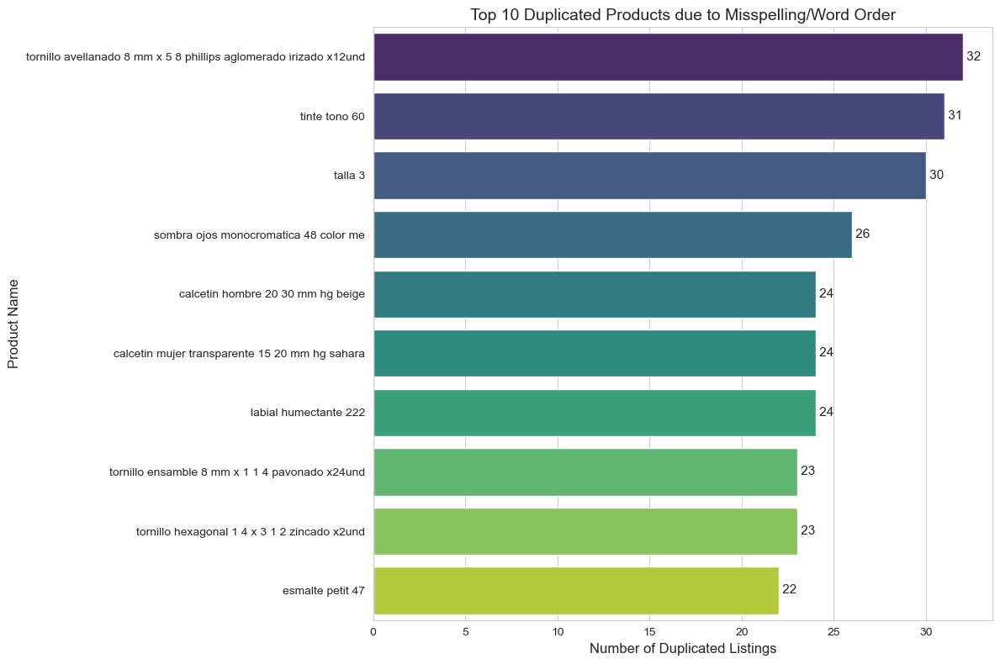 Top 10 Duplicated Products due to Misspelling/Word Order
Product Name
tornillo avellanado 8 mm x 5 8 phillips aglomerado irizado x12und
32
tinte tono 60
31
talla 3
30
sombra ojos monocromatica 48 color me
26
calcetin hombre 20 30 mm hg beige
24
calcetin mujer transparente 15 20 mm hg sahara
24
labial humectante 222
24
tornillo ensamble 8 mm x 1 1 4 pavonado x24und
23
tornillo hexagonal 1 4 x 3 1 2 zincado x2und
23
esmalte petit 47
22
0 5 10 15 20 25 30
Number of Duplicated Listings